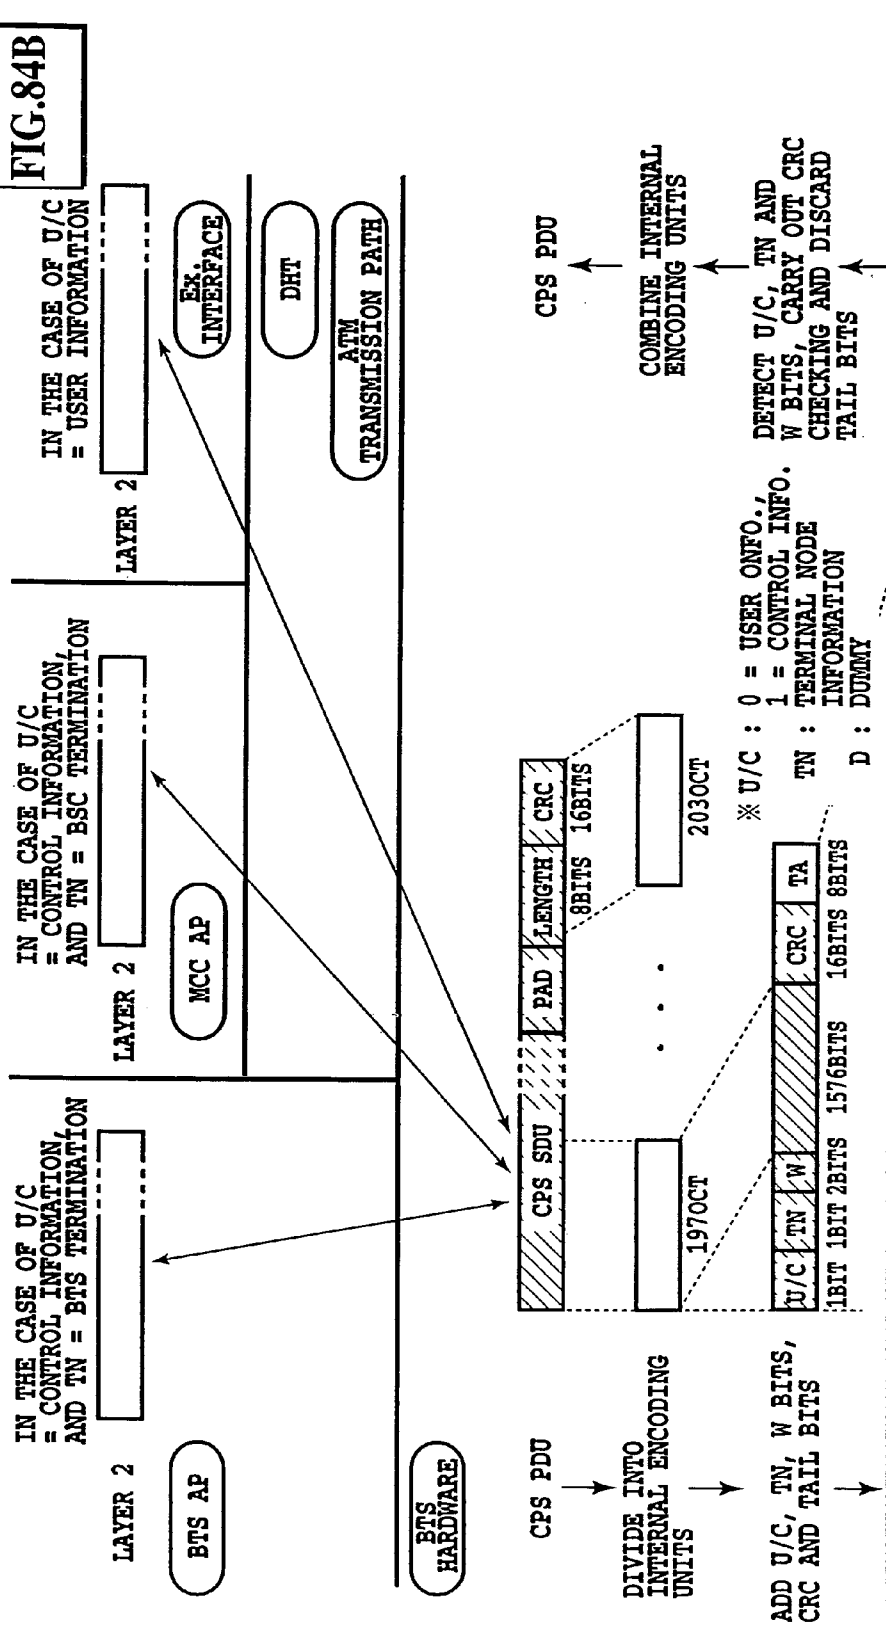 FIG.84B
IN THE CASE OF U/C
= CONTROL INFORMATION,
AND TN = BTS TERMINATION
LAYER 2
BTS AP
IN THE CASE OF U/C
= CONTROL INFORMATION,
AND TN = BSC TERMINATION
LAYER 2
MCC AP
IN THE CASE OF U/C
= USER INFORMATION
LAYER 2
Ex.
INTERFACE
DHT
ATM
TRANSMISSION PATH
BTS
HARDWARE
CPS PDU
DIVIDE INTO
INTERNAL ENCODING
UNITS
ADD U/C, TN, W BITS,
CRC AND TAIL BITS
CPS SDU
PAD
LENGTH
CRC
8BITS
16BITS
197OCT
• • •
203OCT
U/C
TN
W
CRC
TA
1BIT
1BIT
2BITS
1576BITS
16BITS
8BITS
※U/C : 0 = USER ONFO.,
1 = CONTROL INFO.
TN : TERMINAL NODE
INFORMATION
D : DUMMY
CPS PDU
COMBINE INTERNAL
ENCODING UNITS
DETECT U/C, TN AND
W BITS, CARRY OUT CRC
CHECKING AND DISCARD
TAIL BITS